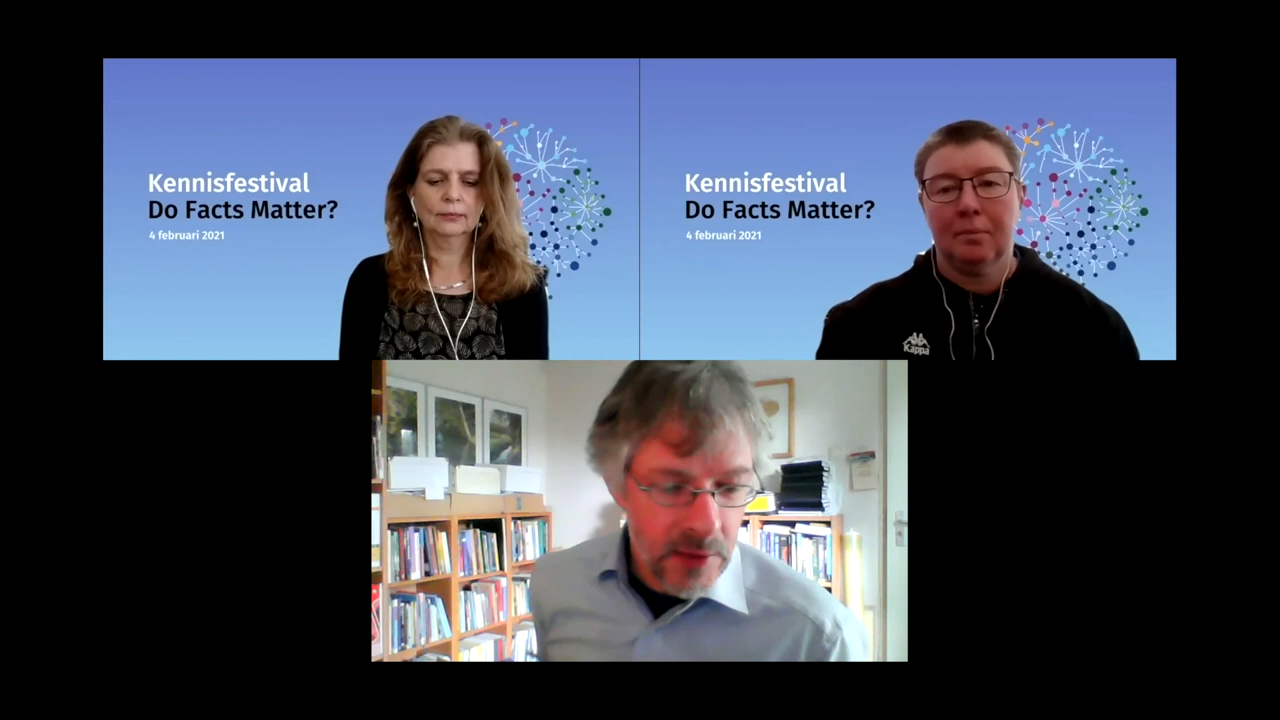 Kennisfestival
Do Facts Matter?
4 februari 2021
Kennisfestival
Do Facts Matter?
4 februari 2021
Kappa